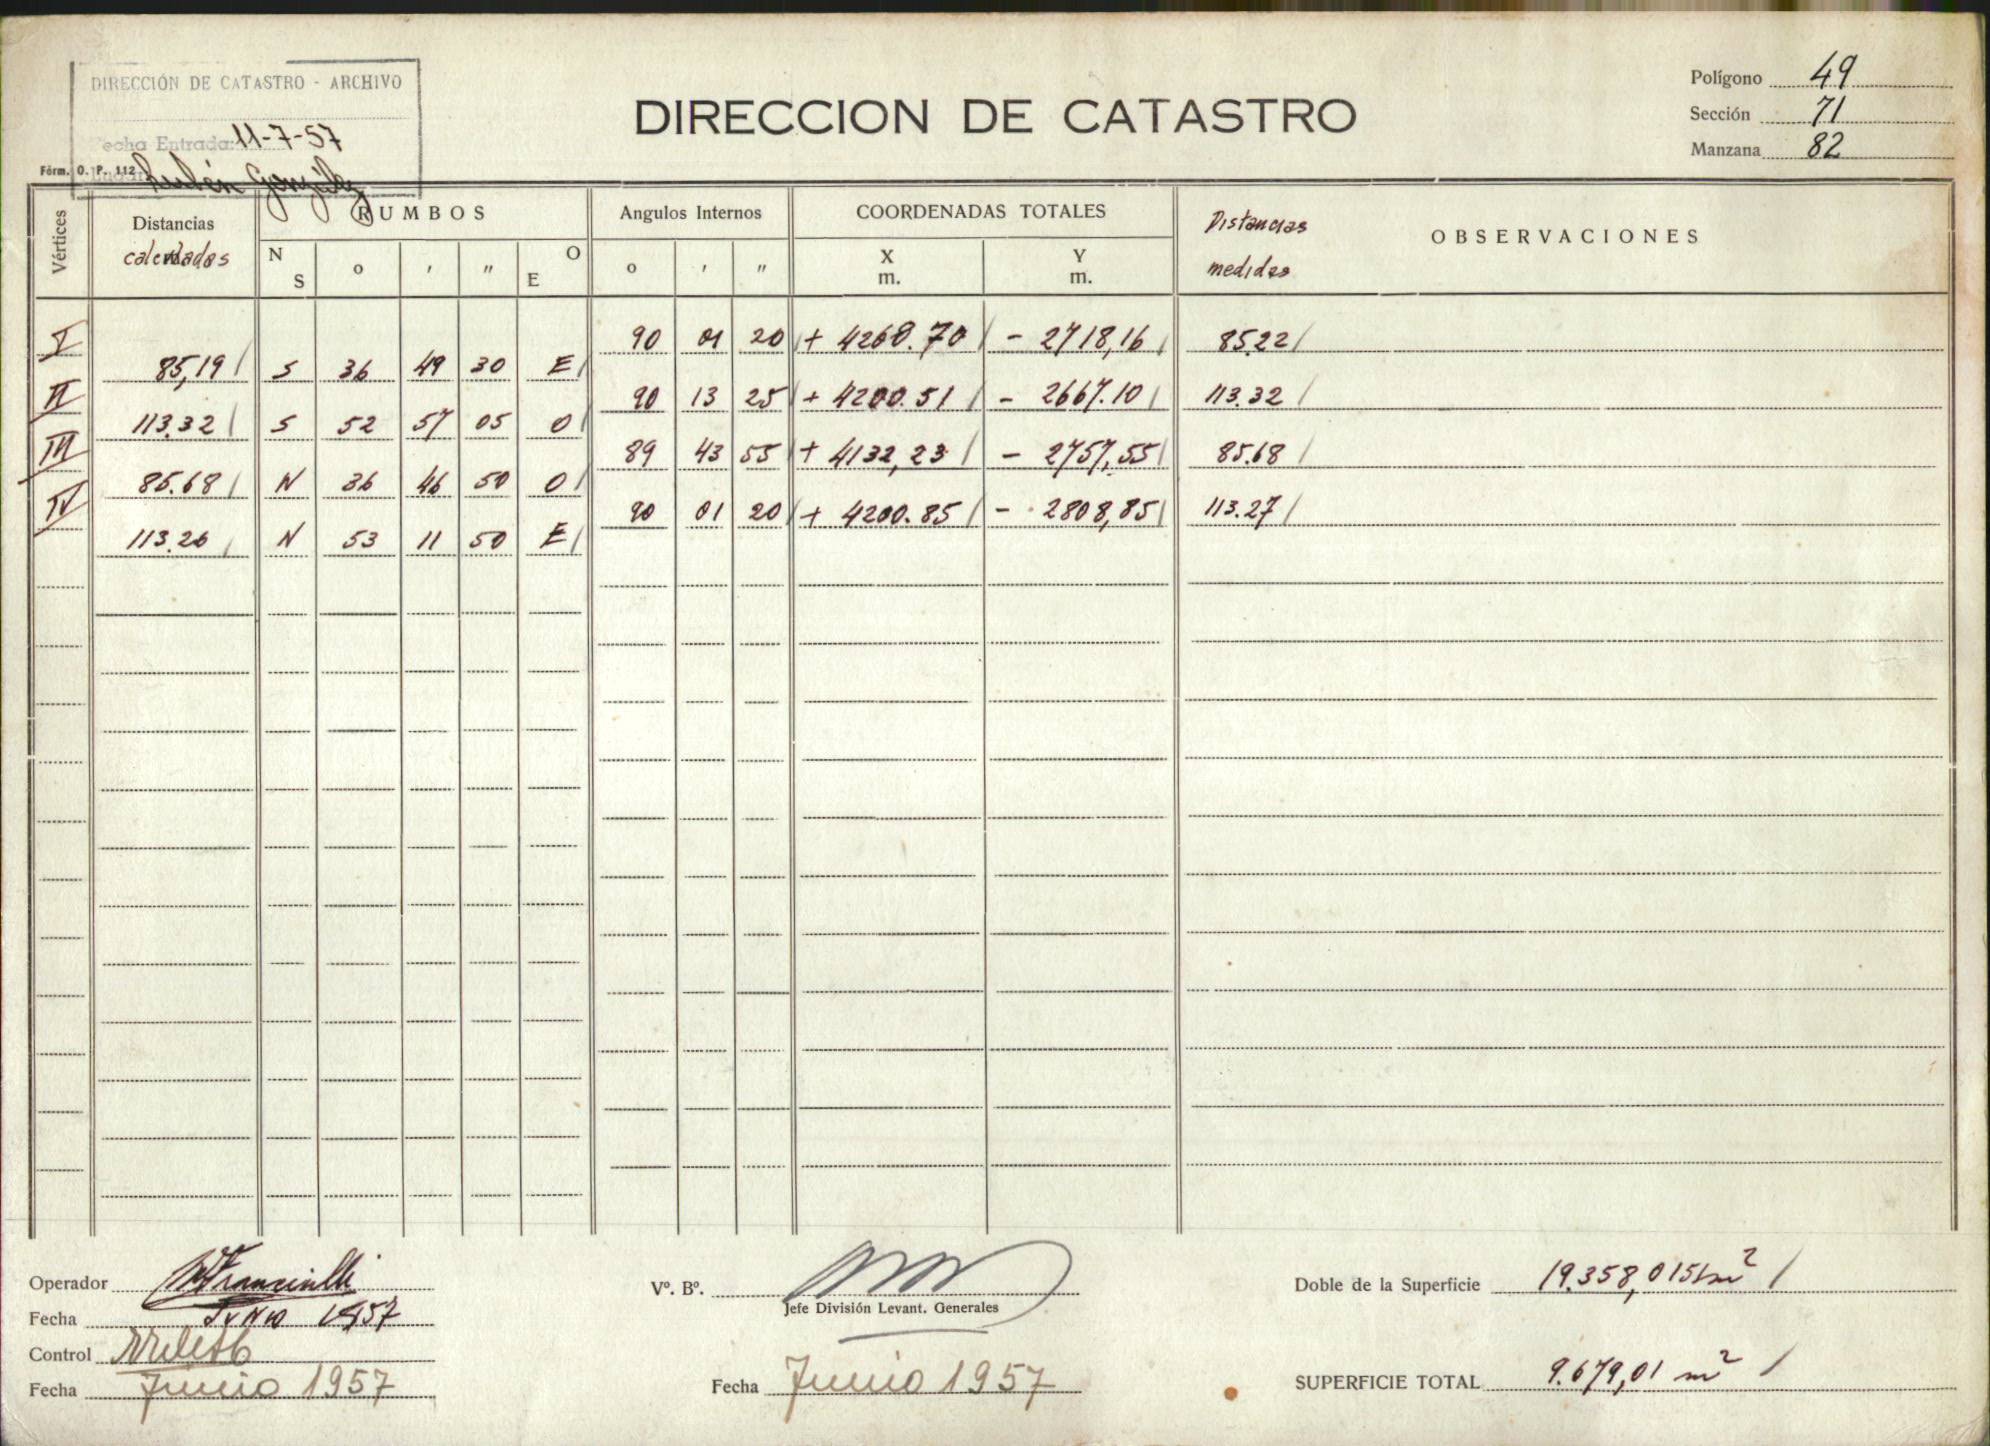 DIRECCIÓN DE CATASTRO - ARCHIVO
Fecha Entrada: 11-7-57
Rubén González
Fórm. O. P. 112
DIRECCION DE CATASTRO
Polígono 49
Sección 71
Manzana 82
Vértices
Distancias
calculadas
RUMBOS
N S
o ' "
O E
Angulos Internos
o ' "
COORDENADAS TOTALES
X m.
Y m.
Distancias
medidas
OBSERVACIONES
I 90 01 20 + 4268.70 - 2718,16 85.22
85,19 S 36 49 30 E
II 90 13 25 + 4200.51 - 2667.10 113.32
113.32 S 52 57 05 O
III 89 43 55 + 4132,23 - 2757,55 85.68
85.68 N 36 46 50 O
IV 90 01 20 + 4200.85 - 2808,85 113.27
113.26 N 53 11 50 E
Operador
Fecha Junio 1957
Control
Fecha Junio 1957
Vº. Bº.
Jefe División Levant. Generales
Fecha Junio 1957
Doble de la Superficie 19.358,0151 m²
SUPERFICIE TOTAL 9.679,01 m²